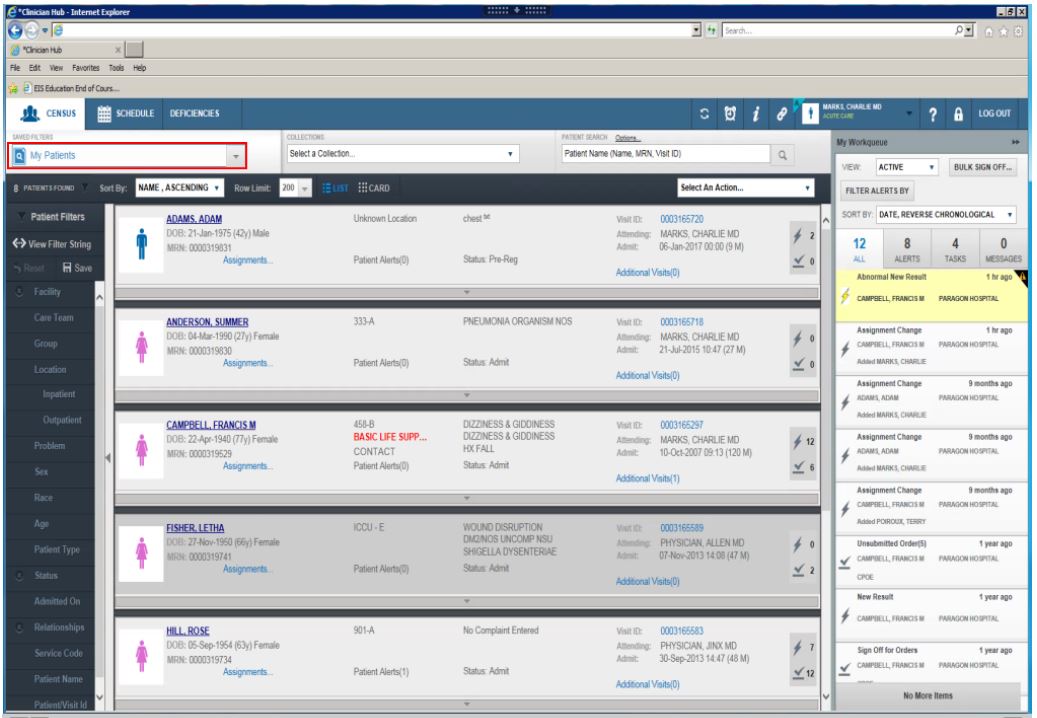 *Clinician Hub - Internet Explorer
Search...
*Clinician Hub
File Edit View Favorites Tools Help
EIS Education End of Cours...
CENSUS SCHEDULE DEFICIENCIES
MARKS, CHARLIE MD
ACUTE CARE
LOG OUT
SAVED FILTERS
My Patients
COLLECTIONS
Select a Collection...
PATIENT SEARCH Options...
Patient Name (Name, MRN, Visit ID)
8 PATIENTS FOUND Sort By: NAME, ASCENDING Row Limit: 200 LIST CARD Select An Action...
Patient Filters
View Filter String
Reset Save
Facility
Care Team
Group
Location
Inpatient
Outpatient
Problem
Sex
Race
Age
Patient Type
Status
Admitted On
Relationships
Service Code
Patient Name
Patient/Visit Id
ADAMS, ADAM Unknown Location chest Visit ID: 0003165720
DOB: 21-Jan-1975 (42y) Male Attending: MARKS, CHARLIE MD 2
MRN: 0000319831 Admit: 06-Jan-2017 00:00 (9 M)
Assignments... Patient Alerts(0) Status: Pre-Reg 0
Additional Visits(0)
ANDERSON, SUMMER 333-A PNEUMONIA ORGANISM NOS Visit ID: 0003165718
DOB: 04-Mar-1990 (27y) Female Attending: MARKS, CHARLIE MD 0
MRN: 0000319830 Admit: 21-Jul-2015 10:47 (27 M)
Assignments... Patient Alerts(0) Status: Admit 0
Additional Visits(0)
CAMPBELL, FRANCIS M 458-B DIZZINESS & GIDDINESS Visit ID: 0003165297
DOB: 22-Apr-1940 (77y) Female BASIC LIFE SUPP... DIZZINESS & GIDDINESS Attending: MARKS, CHARLIE MD 12
MRN: 0000319529 CONTACT HX FALL Admit: 10-Oct-2007 09:13 (120 M)
Assignments... Patient Alerts(0) Status: Admit 6
Additional Visits(1)
FISHER, LETHA ICCU - E WOUND DISRUPTION Visit ID: 0003165589
DOB: 27-Nov-1950 (66y) Female DM2/NOS UNCOMP NSU Attending: PHYSICIAN, ALLEN MD 0
MRN: 0000319741 SHIGELLA DYSENTERIAE Admit: 07-Nov-2013 14:08 (47 M)
Assignments... Patient Alerts(0) Status: Admit 2
Additional Visits(0)
HILL, ROSE 901-A No Complaint Entered Visit ID: 0003165583
DOB: 05-Sep-1954 (63y) Female Attending: PHYSICIAN, JINX MD 7
MRN: 0000319734 Admit: 30-Sep-2013 14:47 (48 M)
Assignments... Patient Alerts(1) Status: Admit 12
Additional Visits(0)
My Workqueue
VIEW: ACTIVE BULK SIGN OFF...
FILTER ALERTS BY
SORT BY: DATE, REVERSE CHRONOLOGICAL
12 8 4 0
ALL ALERTS TASKS MESSAGES
Abnormal New Result 1 hr ago
CAMPBELL, FRANCIS M PARAGON HOSPITAL
Assignment Change 1 hr ago
CAMPBELL, FRANCIS M PARAGON HOSPITAL
Added MARKS, CHARLIE
Assignment Change 9 months ago
ADAMS, ADAM PARAGON HOSPITAL
Added MARKS, CHARLIE
Assignment Change 9 months ago
ADAMS, ADAM PARAGON HOSPITAL
Added MARKS, CHARLIE
Assignment Change 9 months ago
CAMPBELL, FRANCIS M PARAGON HOSPITAL
Added POIROUX, TERRY
Unsubmitted Order(5) 1 year ago
CAMPBELL, FRANCIS M PARAGON HOSPITAL
CPOE
New Result 1 year ago
CAMPBELL, FRANCIS M PARAGON HOSPITAL
Sign Off for Orders 1 year ago
CAMPBELL, FRANCIS M PARAGON HOSPITAL
No More Items